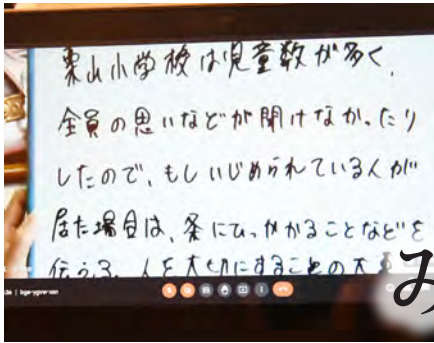 栗山小学校は児童数が多く、
全員の思いなどが聞けなかったり
したので、もしいじめられている人が
居た場合は、条にひっかかることなどを
伝える、人を大切にすることの大
み